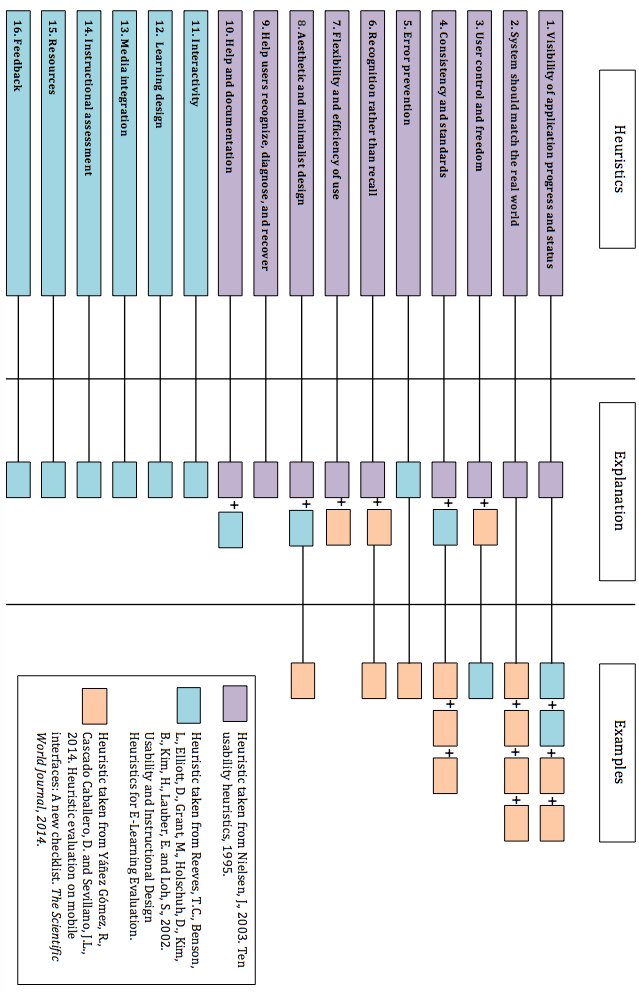 Heuristics
Explanation
Examples
1. Visibility of application progress and status
2. System should match the real world
3. User control and freedom
4. Consistency and standards
5. Error prevention
6. Recognition rather than recall
7. Flexibility and efficiency of use
8. Aesthetic and minimalist design
9. Help users recognize, diagnose, and recover
10. Help and documentation
11. Interactivity
12. Learning design
13. Media integration
14. Instructional assessment
15. Resources
16. Feedback
+ + +
+ + +
+
+ + +
+
+
+
+
Heuristic taken from Nielsen, J., 2003. Ten
usability heuristics, 1995.
Heuristic taken from Reeves, T.C., Benson,
L., Elliott, D., Grant, M., Holschuh, D., Kim,
B., Kim, H., Lauber, E. and Loh, S., 2002.
Usability and Instructional Design
Heuristics for E-Learning Evaluation.
Heuristic taken from Yáñez Gómez, R.,
Cascado Caballero, D. and Sevillano, J.L.,
2014. Heuristic evaluation on mobile
interfaces: A new checklist. The Scientific
World Journal, 2014.